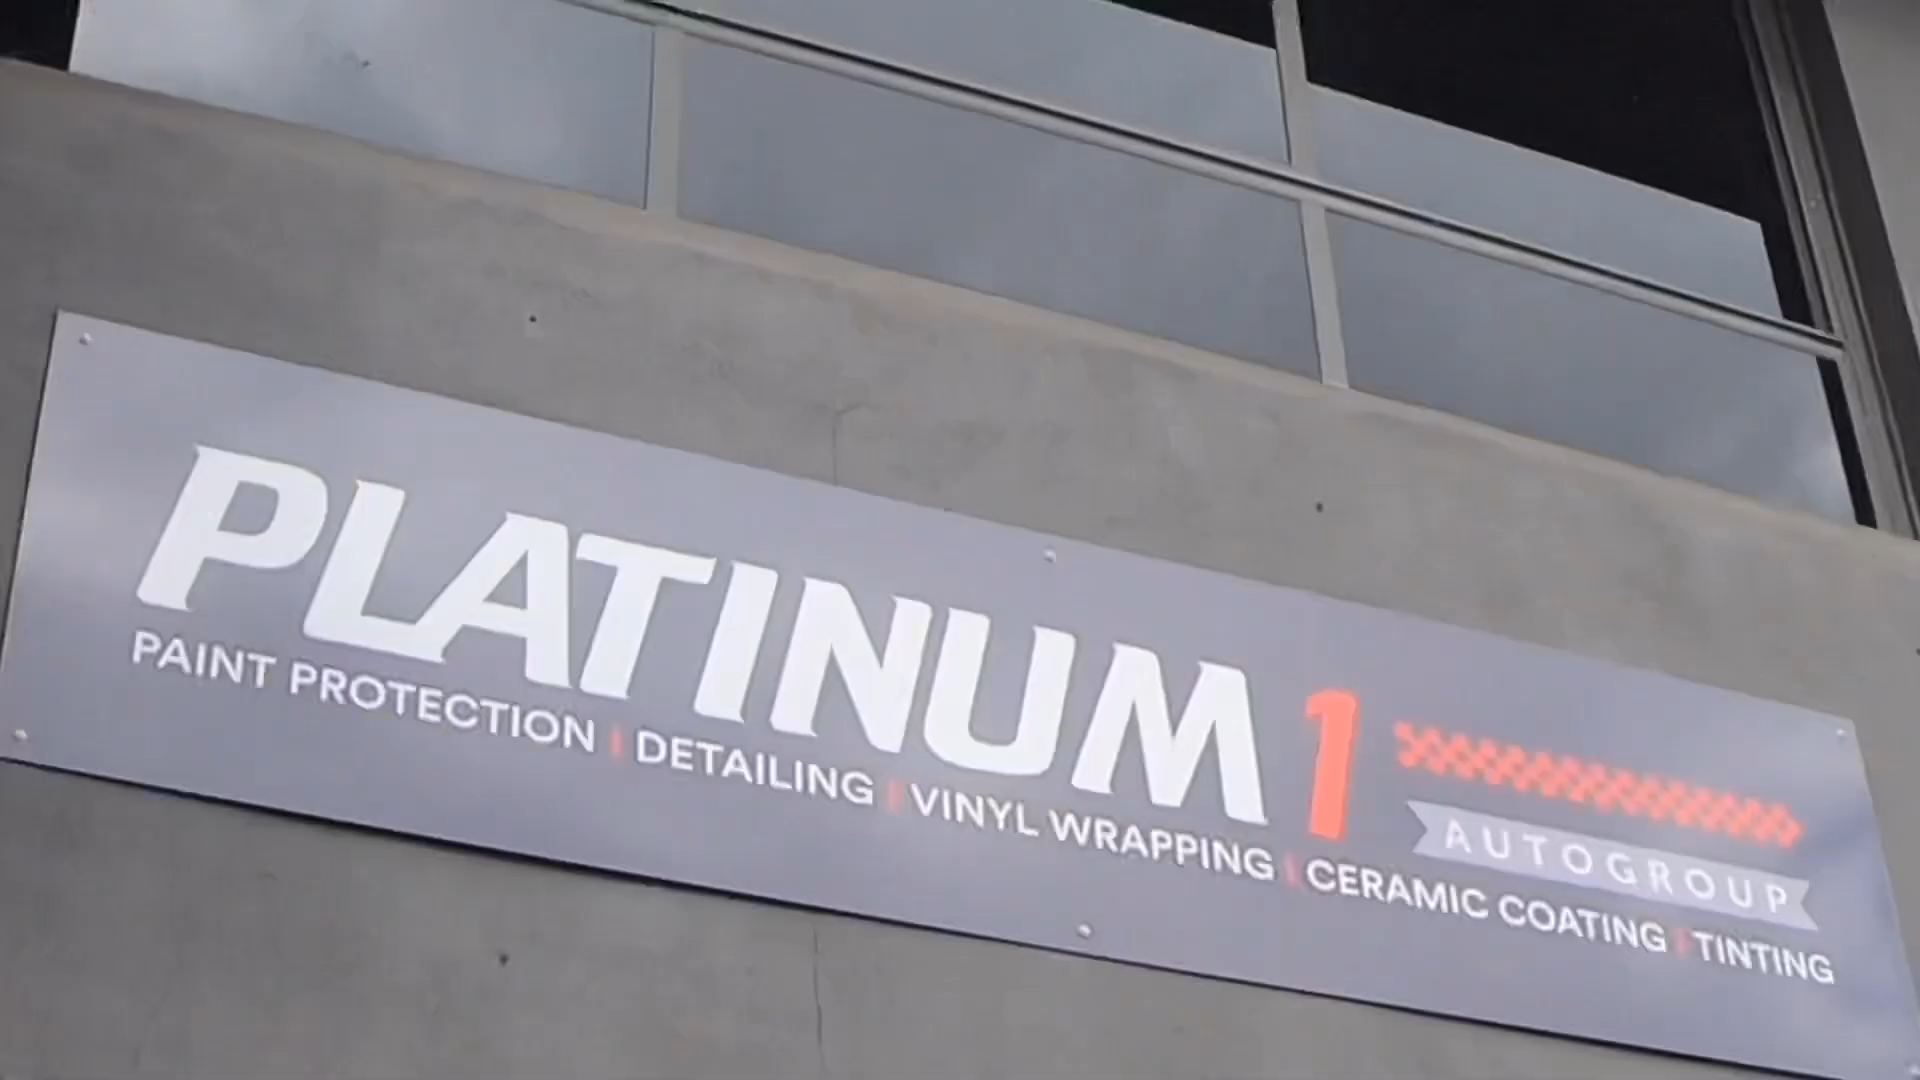 PLATINUM 1
AUTOGROUP
PAINT PROTECTION | DETAILING | VINYL WRAPPING | CERAMIC COATING | TINTING